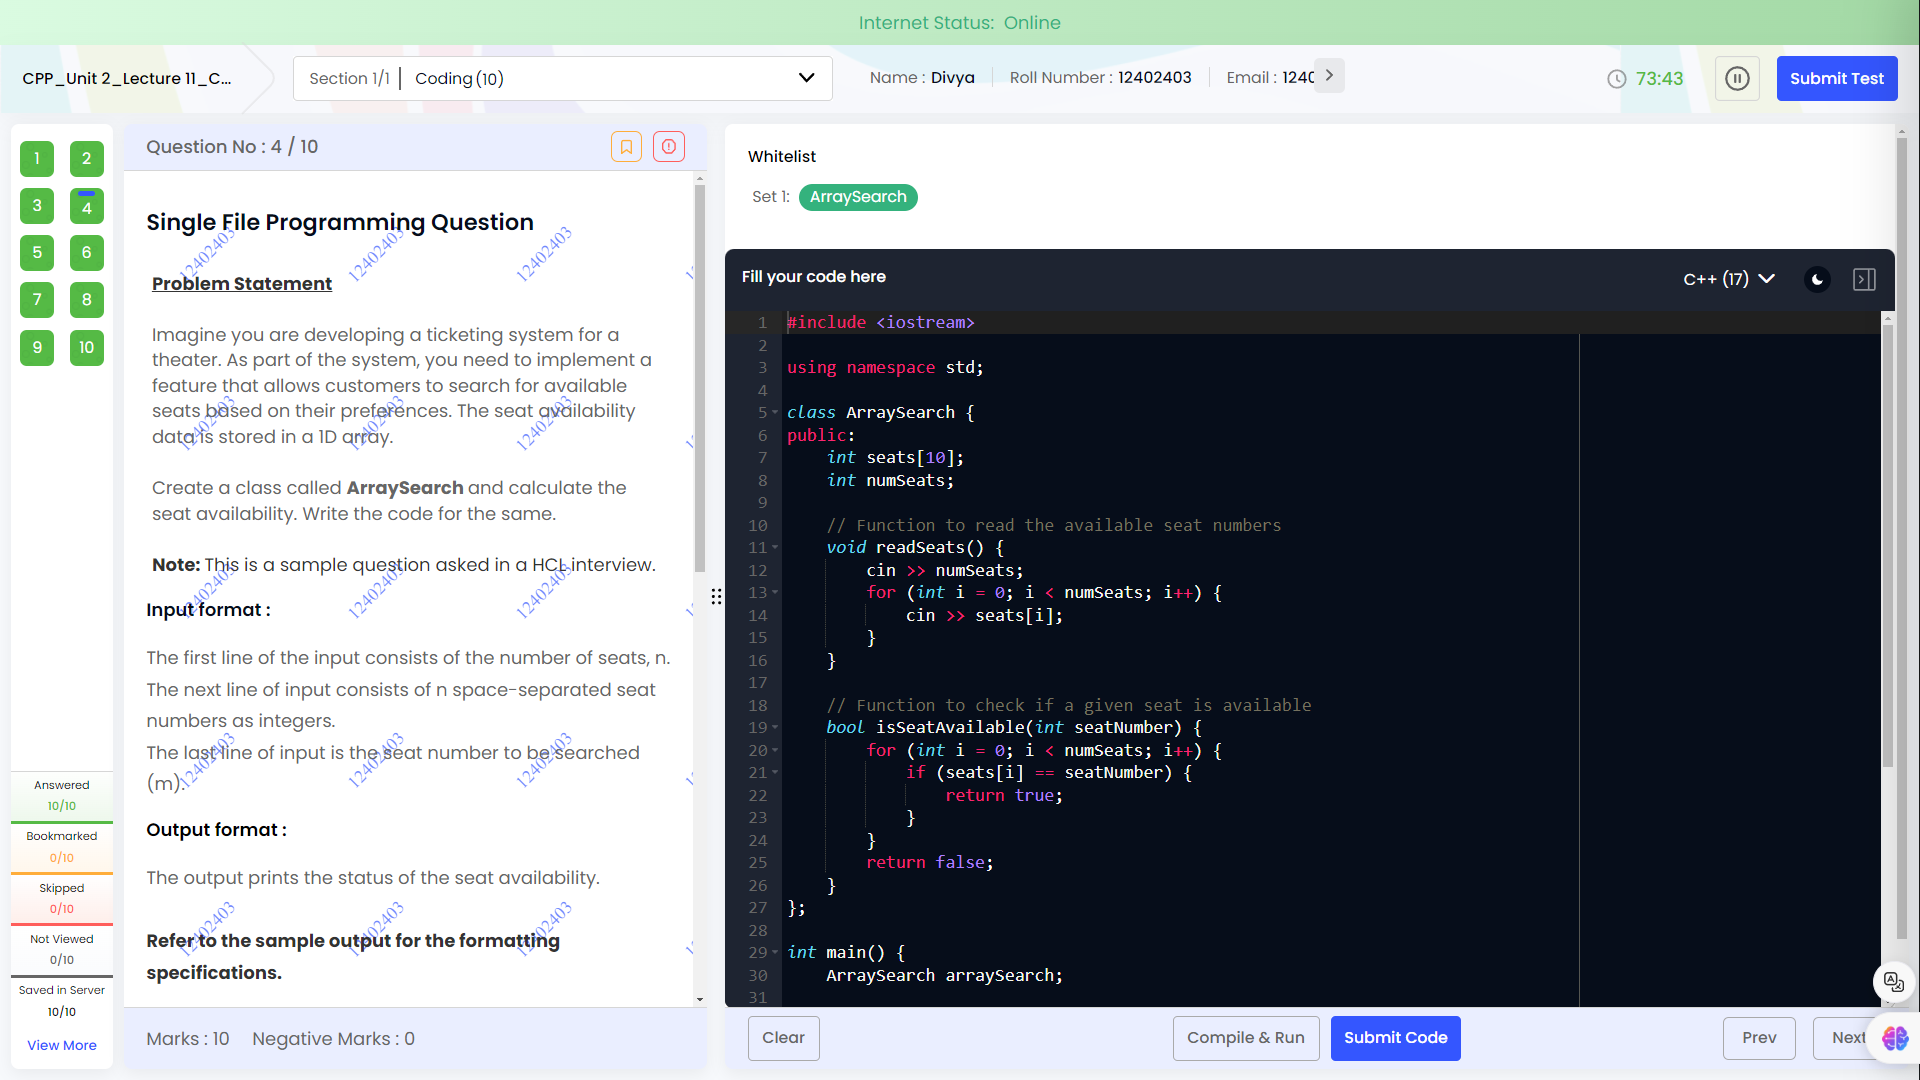 Internet Status: Online
CPP_Unit 2_Lecture 11_C...
Section 1/1 | Coding (10)
Name : Divya
Roll Number : 12402403
Email : 1240
73:43
Submit Test
1 2
3 4
5 6
7 8
9 10
Answered
10/10
Bookmarked
0/10
Skipped
0/10
Not Viewed
0/10
Saved in Server
10/10
View More
Question No : 4 / 10
Single File Programming Question
12402403 12402403 12402403
Problem Statement
Imagine you are developing a ticketing system for a
theater. As part of the system, you need to implement a
feature that allows customers to search for available
seats based on their preferences. The seat availability
data is stored in a 1D array.
12402403 12402403 12402403
Create a class called ArraySearch and calculate the
seat availability. Write the code for the same.
Note: This is a sample question asked in a HCL interview.
12402403 12402403 12402403
Input format :
The first line of the input consists of the number of seats, n.
The next line of input consists of n space-separated seat
numbers as integers.
The last line of input is the seat number to be searched
(m).
12402403 12402403 12402403
Output format :
The output prints the status of the seat availability.
12402403 12402403 12402403
Refer to the sample output for the formatting
specifications.
Marks : 10 Negative Marks : 0
Whitelist
Set 1: ArraySearch
Fill your code here
C++ (17)
1 #include <iostream>
2
3 using namespace std;
4
5 class ArraySearch {
6 public:
7 int seats[10];
8 int numSeats;
9
10 // Function to read the available seat numbers
11 void readSeats() {
12 cin >> numSeats;
13 for (int i = 0; i < numSeats; i++) {
14 cin >> seats[i];
15 }
16 }
17
18 // Function to check if a given seat is available
19 bool isSeatAvailable(int seatNumber) {
20 for (int i = 0; i < numSeats; i++) {
21 if (seats[i] == seatNumber) {
22 return true;
23 }
24 }
25 return false;
26 }
27 };
28
29 int main() {
30 ArraySearch arraySearch;
31
Clear
Compile & Run
Submit Code
Prev
Next